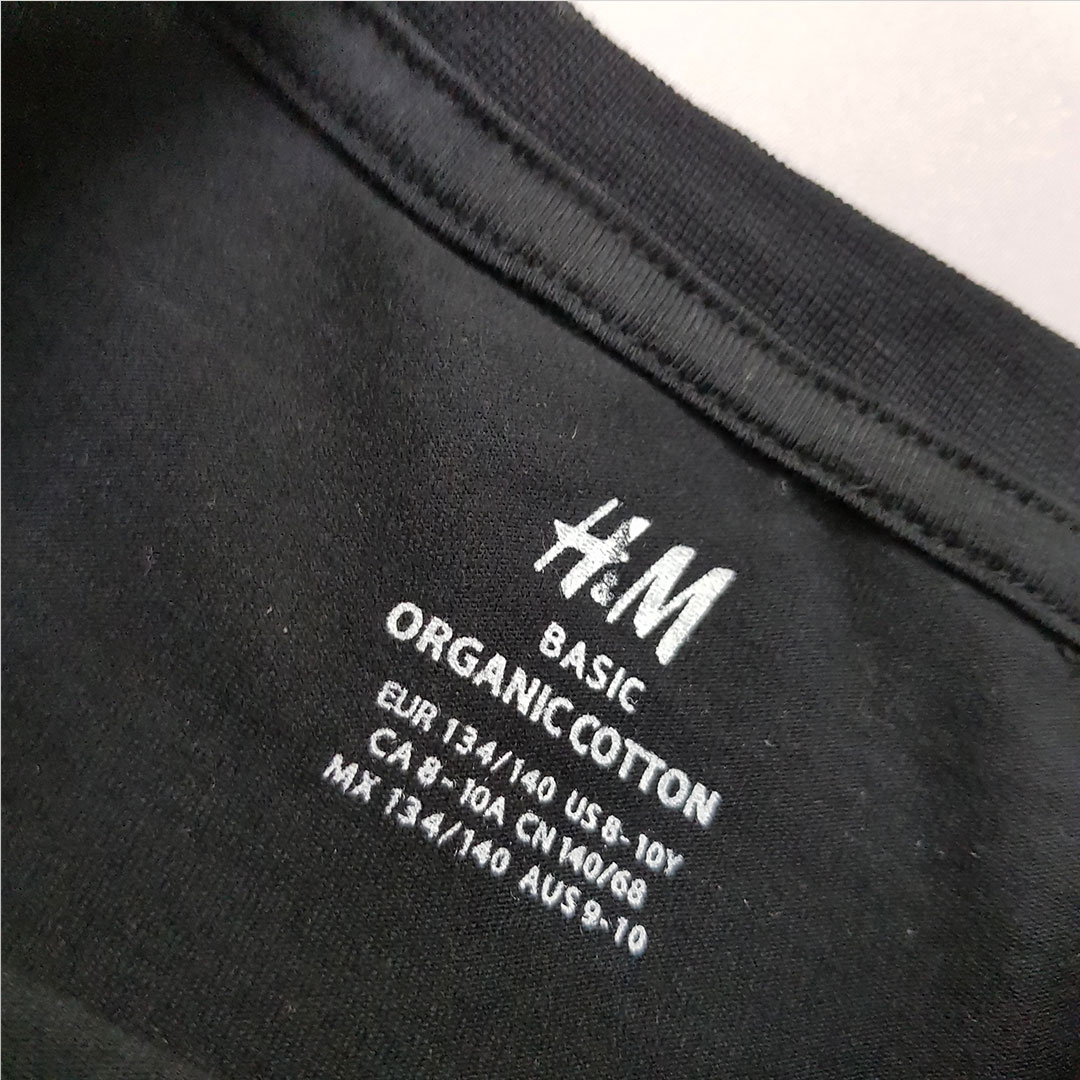 H&M
BASIC
ORGANIC COTTON
EUR 134/140 US 8-10Y
CA 8-10A CN 140/68
MX 134/140 AUS 9-10